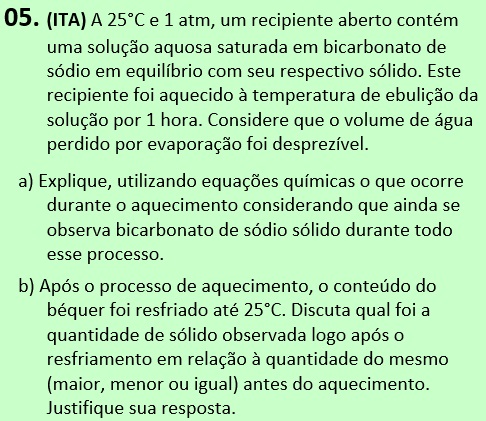 05. (ITA) A 25°C e 1 atm, um recipiente aberto contém
uma solução aquosa saturada em bicarbonato de
sódio em equilíbrio com seu respectivo sólido. Este
recipiente foi aquecido à temperatura de ebulição da
solução por 1 hora. Considere que o volume de água
perdido por evaporação foi desprezível.
a) Explique, utilizando equações químicas o que ocorre
durante o aquecimento considerando que ainda se
observa bicarbonato de sódio sólido durante todo
esse processo.
b) Após o processo de aquecimento, o conteúdo do
béquer foi resfriado até 25°C. Discuta qual foi a
quantidade de sólido observada logo após o
resfriamento em relação à quantidade do mesmo
(maior, menor ou igual) antes do aquecimento.
Justifique sua resposta.